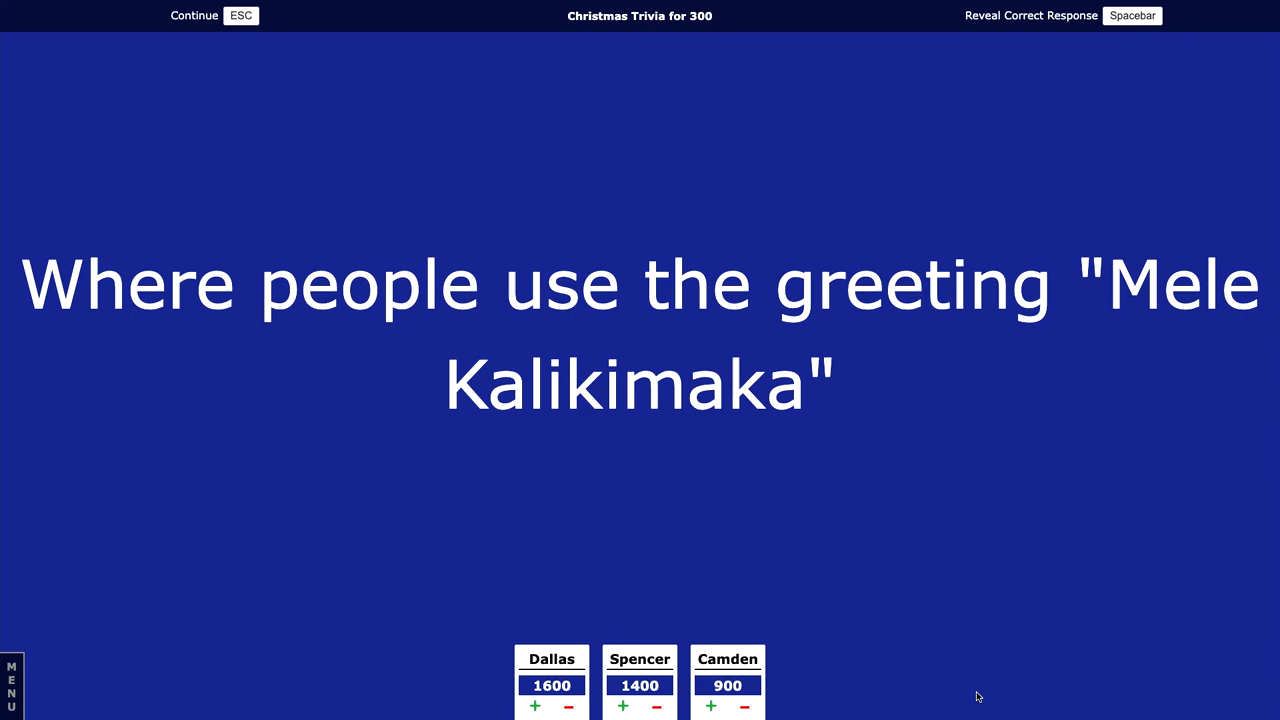 Continue ESC
Christmas Trivia for 300
Reveal Correct Response Spacebar
Where people use the greeting "Mele
Kalikimaka"
MENU
Dallas
1600
+ −
Spencer
1400
+ −
Camden
900
+ −